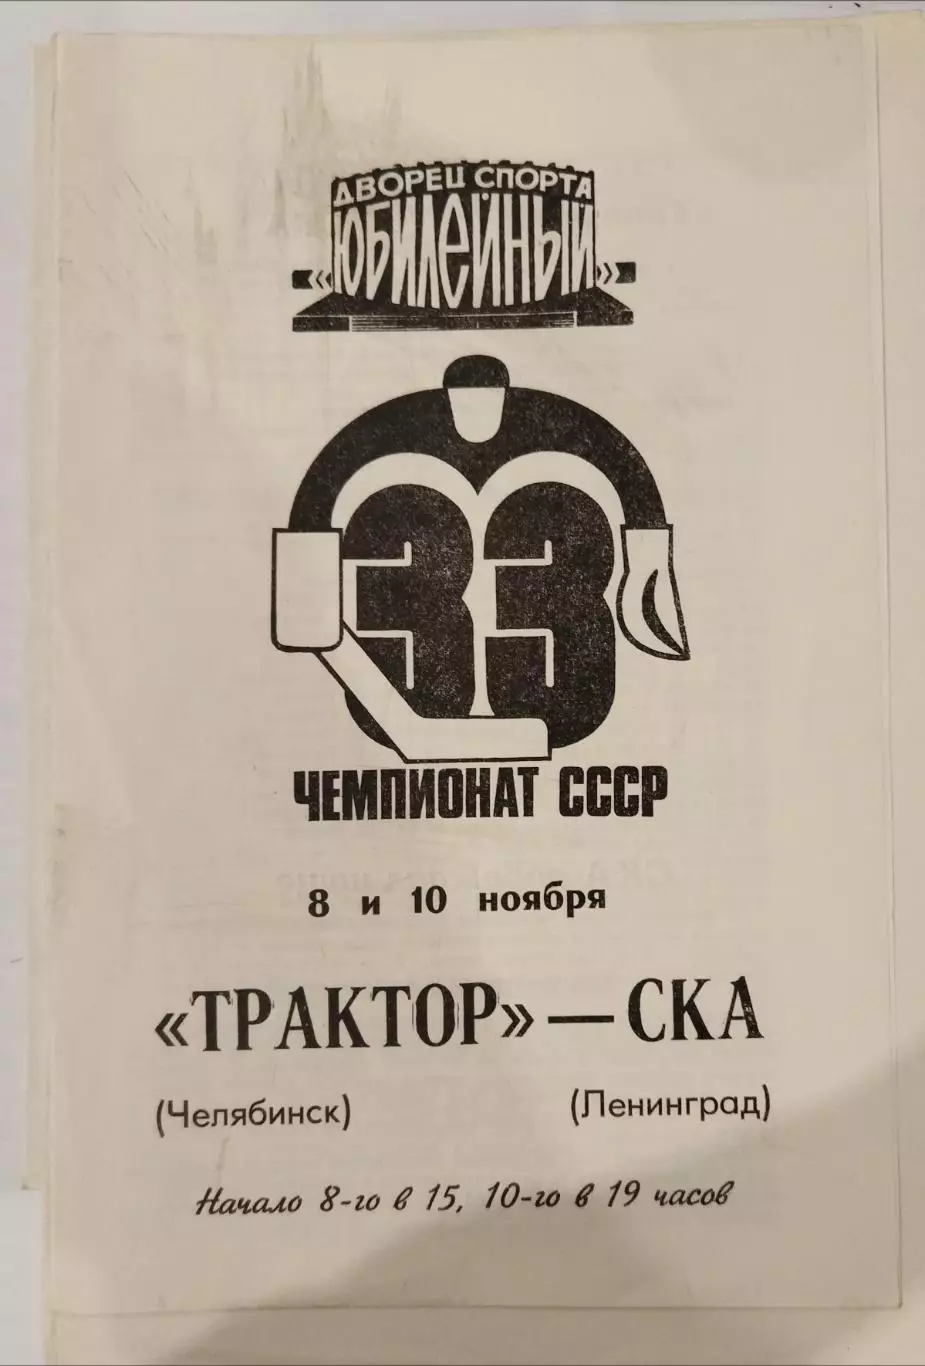 ДВОРЕЦ СПОРТА
«ЮБИЛЕЙНЫЙ»
33
ЧЕМПИОНАТ СССР
8 и 10 ноября
«ТРАКТОР» — СКА
(Челябинск) (Ленинград)
Начало 8-го в 15, 10-го в 19 часов